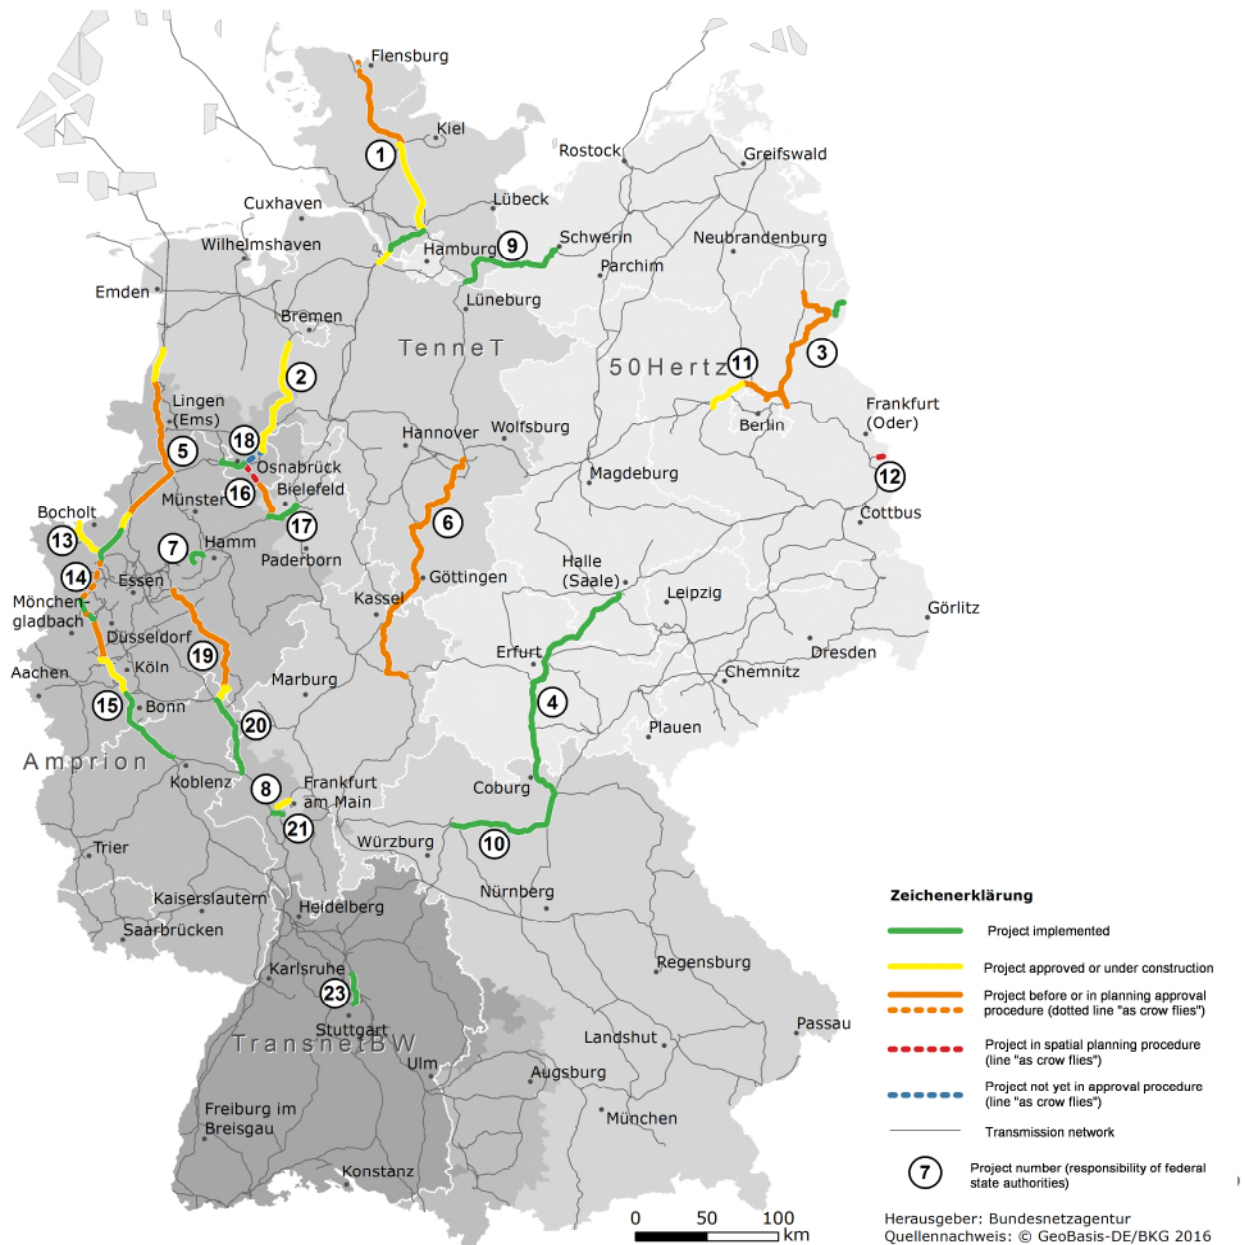 Flensburg
Kiel
1
Rostock
Greifswald
Cuxhaven
Lübeck
Wilhelmshaven
Hamburg
9
Schwerin
Neubrandenburg
Parchim
Emden
Lüneburg
Bremen
TenneT
3
50Hertz
11
2
Lingen
(Ems)
Frankfurt
(Oder)
Berlin
18
Hannover
Wolfsburg
5
Osnabrück
Magdeburg
12
16
Bielefeld
Münster
Bocholt
17
6
Cottbus
13
7
Hamm
Paderborn
Halle
(Saale)
14
Essen
Göttingen
Leipzig
Mönchen-
gladbach
Kassel
Görlitz
Düsseldorf
19
Erfurt
Dresden
Aachen
Köln
Marburg
Chemnitz
15
Bonn
4
20
Plauen
Amprion
Koblenz
8
Frankfurt
am Main
Coburg
21
Würzburg
10
Trier
Nürnberg
Kaiserslautern
Heidelberg
Saarbrücken
Karlsruhe
Regensburg
23
Stuttgart
TransnetBW
Passau
Landshut
Ulm
Augsburg
Freiburg im
Breisgau
München
Konstanz
Zeichenerklärung
Project implemented
Project approved or under construction
Project before or in planning approval
procedure (dotted line "as crow flies")
Project in spatial planning procedure
(line "as crow flies")
Project not yet in approval procedure
(line "as crow flies")
Transmission network
7
Project number (responsibility of federal
state authorities)
0 50 100
km
Herausgeber: Bundesnetzagentur
Quellennachweis: © GeoBasis-DE/BKG 2016